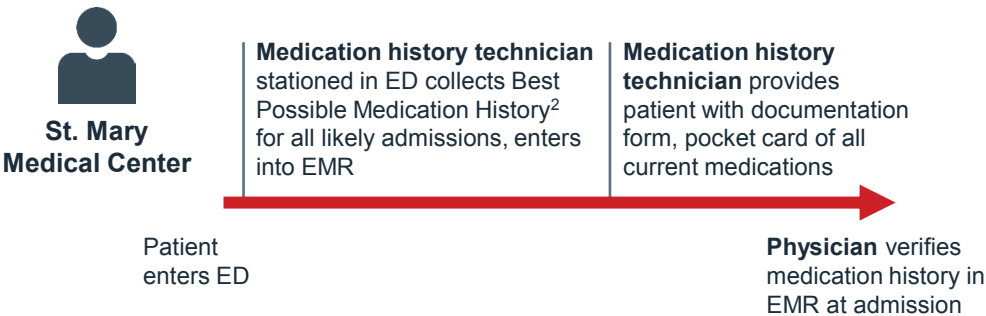 St. Mary
Medical Center
Medication history technician
stationed in ED collects Best
Possible Medication History2
for all likely admissions, enters
into EMR
Medication history
technician provides
patient with documentation
form, pocket card of all
current medications
Patient
enters ED
Physician verifies
medication history in
EMR at admission